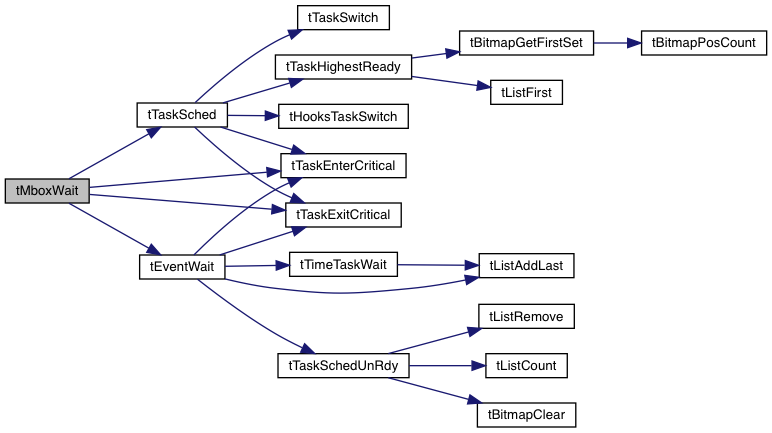 tTaskSwitch
tBitmapGetFirstSet
tBitmapPosCount
tTaskHighestReady
tListFirst
tTaskSched
tHooksTaskSwitch
tTaskEnterCritical
tMboxWait
tTaskExitCritical
tEventWait
tTimeTaskWait
tListAddLast
tListRemove
tTaskSchedUnRdy
tListCount
tBitmapClear